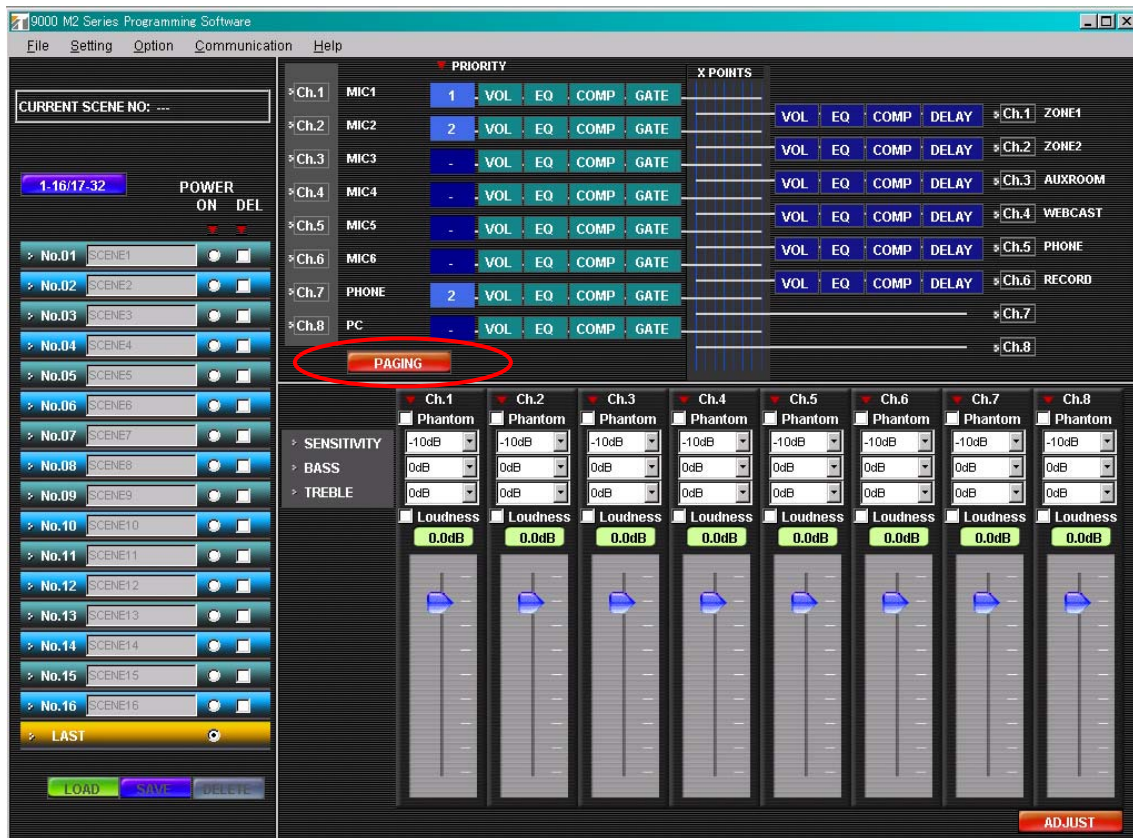 9000 M2 Series Programming Software
File Setting Option Communication Help
CURRENT SCENE NO: ---
1-16/17-32
POWER
ON DEL
No.01 SCENE1
No.02 SCENE2
No.03 SCENE3
No.04 SCENE4
No.05 SCENE5
No.06 SCENE6
No.07 SCENE7
No.08 SCENE8
No.09 SCENE9
No.10 SCENE10
No.11 SCENE11
No.12 SCENE12
No.13 SCENE13
No.14 SCENE14
No.15 SCENE15
No.16 SCENE16
LAST
LOAD SAVE DELETE
PRIORITY
X POINTS
Ch.1 MIC1 1 VOL EQ COMP GATE
Ch.2 MIC2 2 VOL EQ COMP GATE
Ch.3 MIC3 - VOL EQ COMP GATE
Ch.4 MIC4 - VOL EQ COMP GATE
Ch.5 MIC5 - VOL EQ COMP GATE
Ch.6 MIC6 - VOL EQ COMP GATE
Ch.7 PHONE 2 VOL EQ COMP GATE
Ch.8 PC - VOL EQ COMP GATE
PAGING
VOL EQ COMP DELAY Ch.1 ZONE1
VOL EQ COMP DELAY Ch.2 ZONE2
VOL EQ COMP DELAY Ch.3 AUXROOM
VOL EQ COMP DELAY Ch.4 WEBCAST
VOL EQ COMP DELAY Ch.5 PHONE
VOL EQ COMP DELAY Ch.6 RECORD
Ch.7
Ch.8
Ch.1 Ch.2 Ch.3 Ch.4 Ch.5 Ch.6 Ch.7 Ch.8
Phantom Phantom Phantom Phantom Phantom Phantom Phantom Phantom
SENSITIVITY -10dB -10dB -10dB -10dB -10dB -10dB -10dB -10dB
BASS 0dB 0dB 0dB 0dB 0dB 0dB 0dB 0dB
TREBLE 0dB 0dB 0dB 0dB 0dB 0dB 0dB 0dB
Loudness Loudness Loudness Loudness Loudness Loudness Loudness Loudness
0.0dB 0.0dB 0.0dB 0.0dB 0.0dB 0.0dB 0.0dB 0.0dB
ADJUST